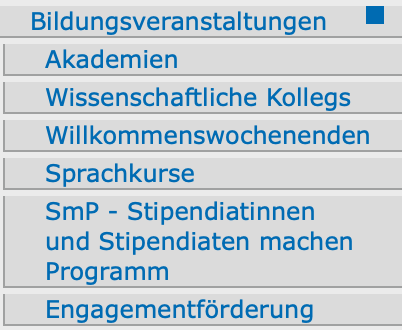 Bildungsveranstaltungen
Akademien
Wissenschaftliche Kollegs
Willkommenswochenenden
Sprachkurse
SmP - Stipendiatinnen
und Stipendiaten machen
Programm
Engagementförderung